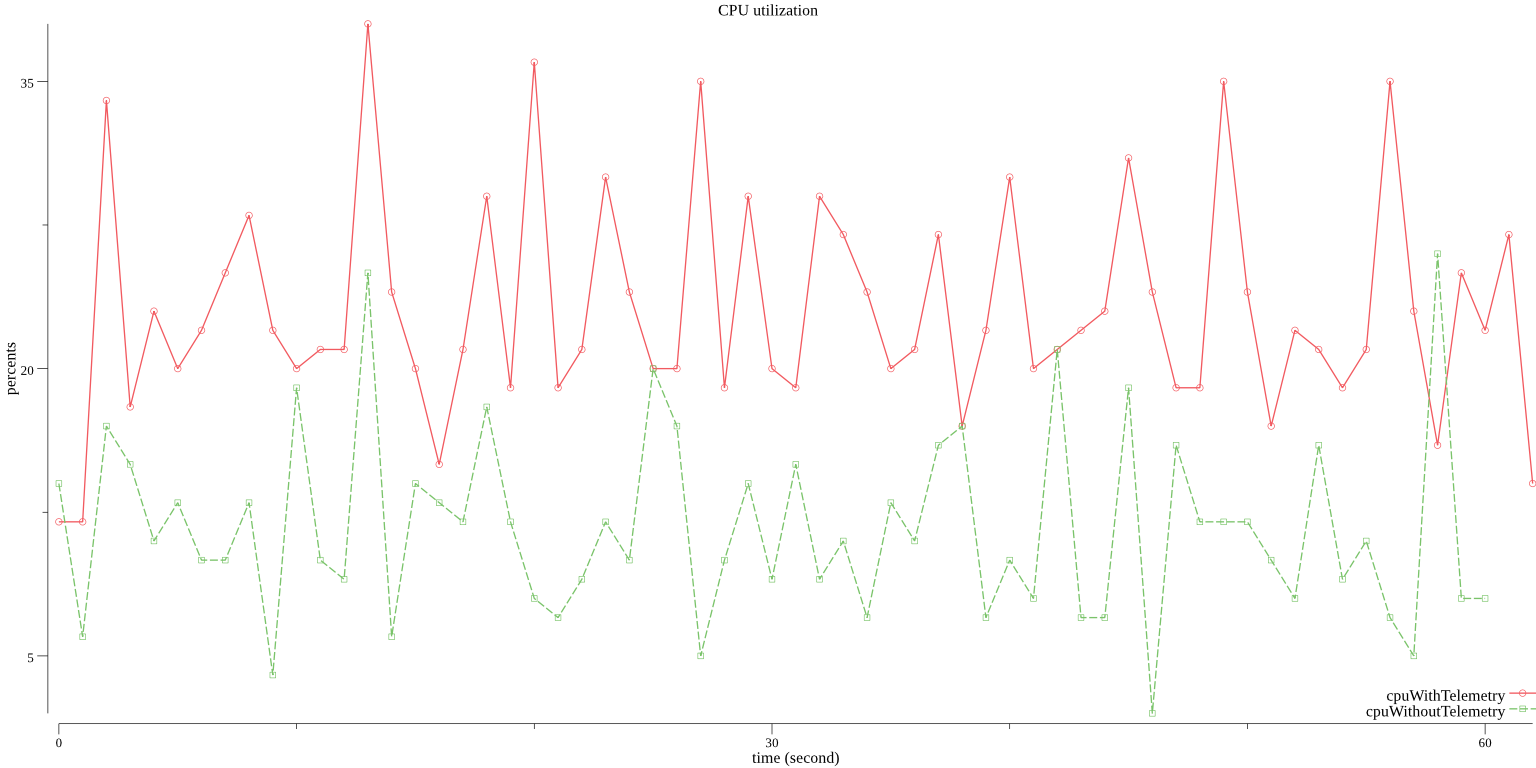 CPU utilization
35
20
5
percents
cpuWithTelemetry
cpuWithoutTelemetry
0
30
60
time (second)